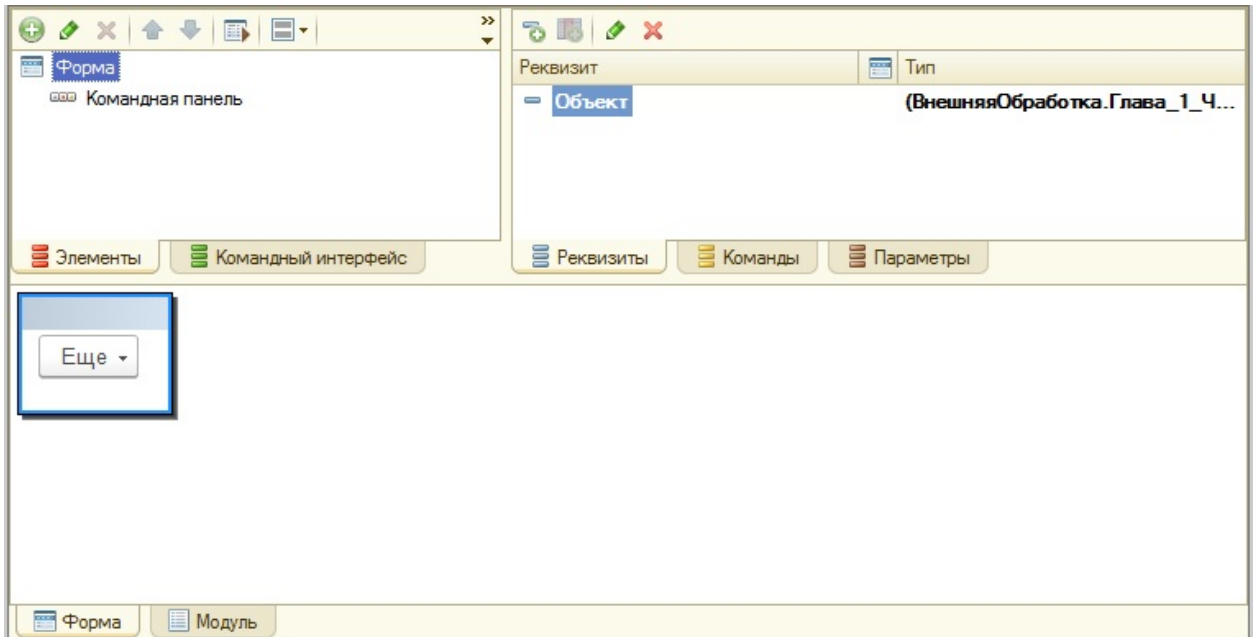 Форма
Командная панель
Реквизит Тип
Объект (ВнешняяОбработка.Глава_1_Ч...
Элементы Командный интерфейс
Реквизиты Команды Параметры
Еще
Форма Модуль